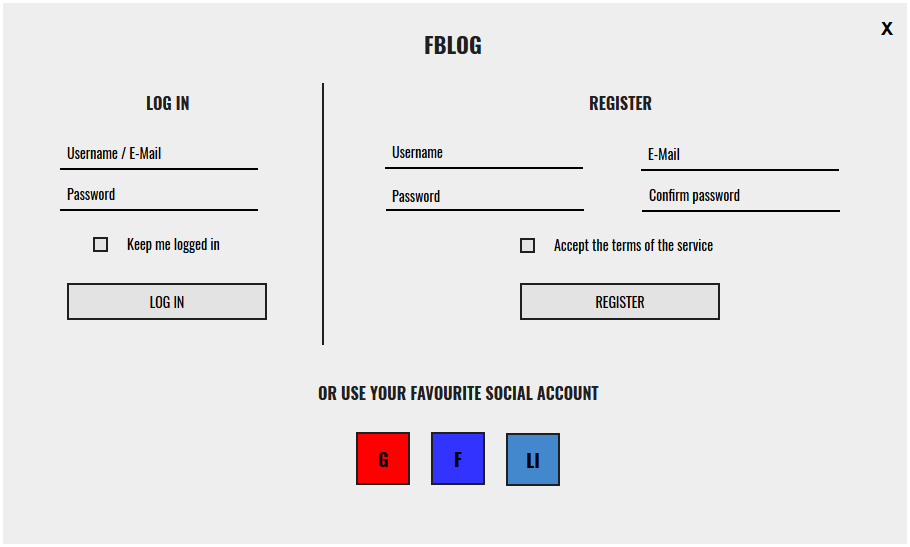 X
FBLOG
LOG IN
Username / E-Mail
Password
Keep me logged in
LOG IN
REGISTER
Username
E-Mail
Password
Confirm password
Accept the terms of the service
REGISTER
OR USE YOUR FAVOURITE SOCIAL ACCOUNT
G
F
LI